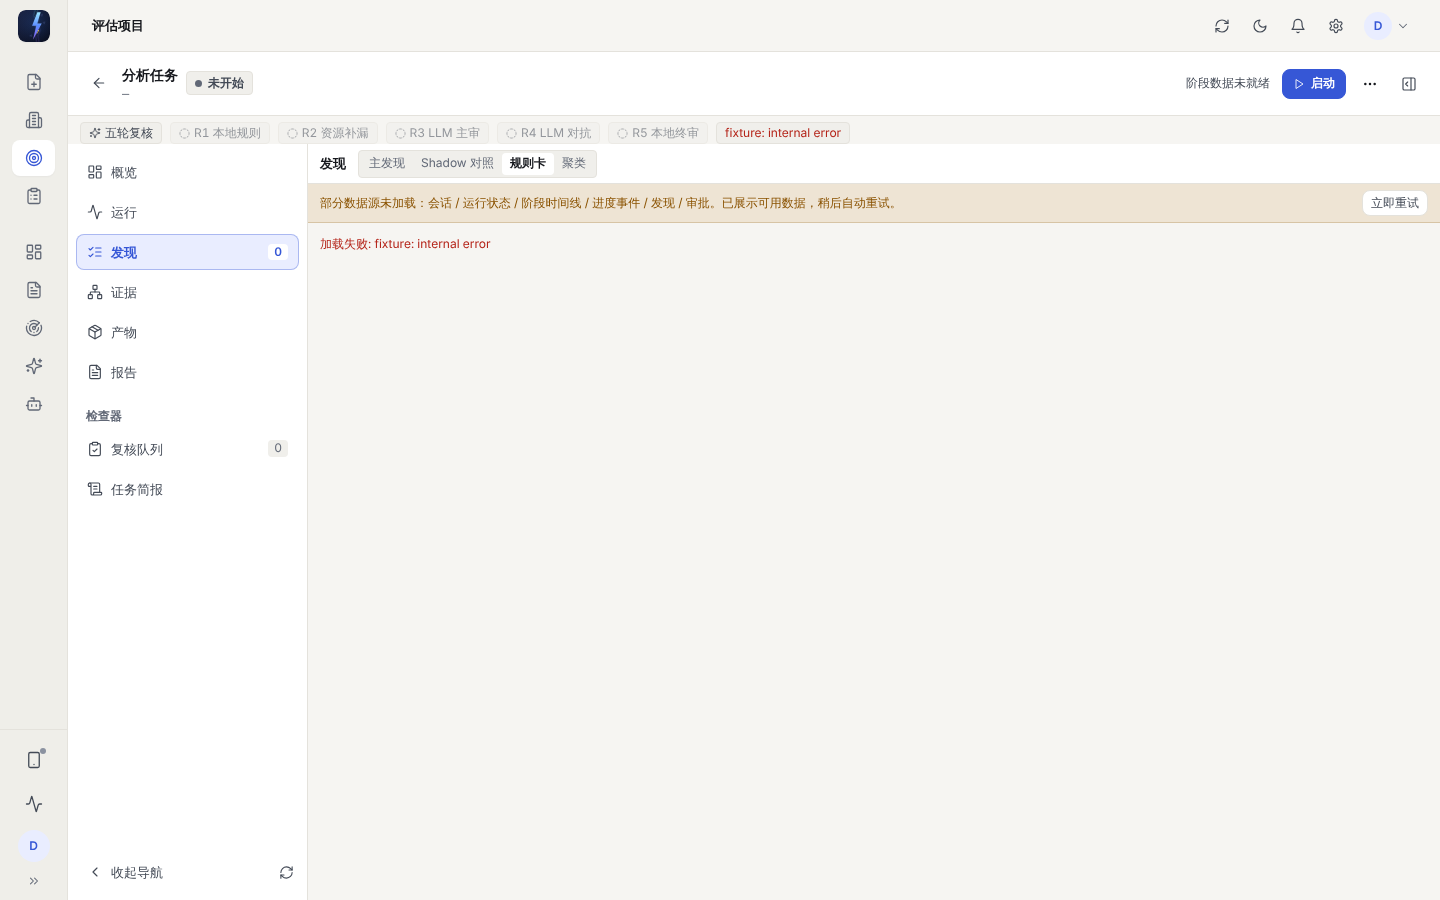 评估项目
D
分析任务
—
未开始
阶段数据未就绪
启动
五轮复核
R1 本地规则
R2 资源补漏
R3 LLM 主审
R4 LLM 对抗
R5 本地终审
fixture: internal error
概览
运行
发现 0
证据
产物
报告
检查器
复核队列 0
任务简报
收起导航
发现
主发现
Shadow 对照
规则卡
聚类
部分数据源未加载：会话 / 运行状态 / 阶段时间线 / 进度事件 / 发现 / 审批。已展示可用数据，稍后自动重试。
立即重试
加载失败: fixture: internal error
D